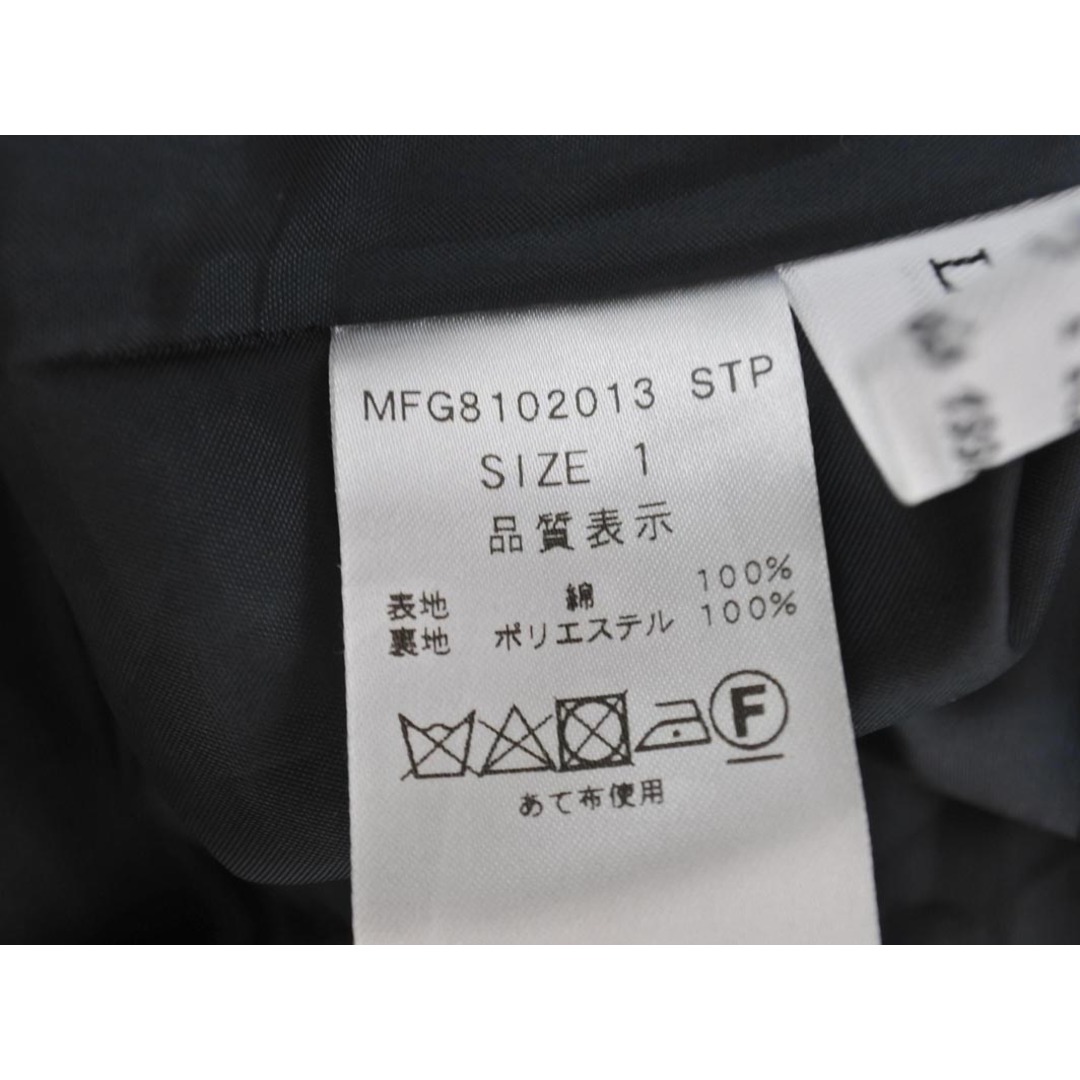 MFG8102013 STP
SIZE 1
品質表示
表地 綿 100%
裏地 ポリエステル 100%
F
あて布使用
L